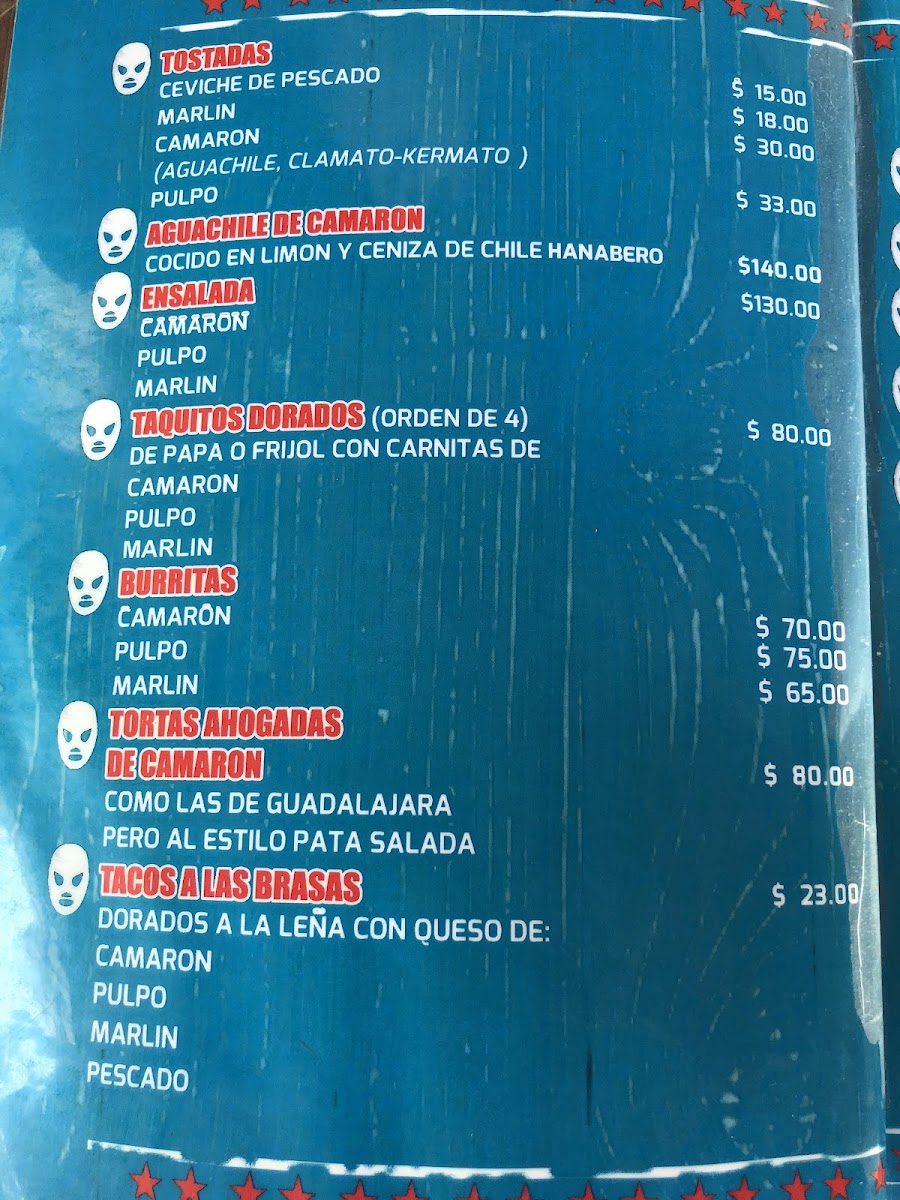 TOSTADAS
CEVICHE DE PESCADO $ 15.00
MARLIN $ 18.00
CAMARON $ 30.00
(AGUACHILE, CLAMATO-KERMATO )
PULPO $ 33.00
AGUACHILE DE CAMARON
COCIDO EN LIMON Y CENIZA DE CHILE HANABERO $140.00
ENSALADA $130.00
CAMARON
PULPO
MARLIN
TAQUITOS DORADOS (ORDEN DE 4) $ 80.00
DE PAPA O FRIJOL CON CARNITAS DE
CAMARON
PULPO
MARLIN
BURRITAS
CAMARON $ 70.00
PULPO $ 75.00
MARLIN $ 65.00
TORTAS AHOGADAS
DE CAMARON $ 80.00
COMO LAS DE GUADALAJARA
PERO AL ESTILO PATA SALADA
TACOS A LAS BRASAS $ 23.00
DORADOS A LA LEÑA CON QUESO DE:
CAMARON
PULPO
MARLIN
PESCADO